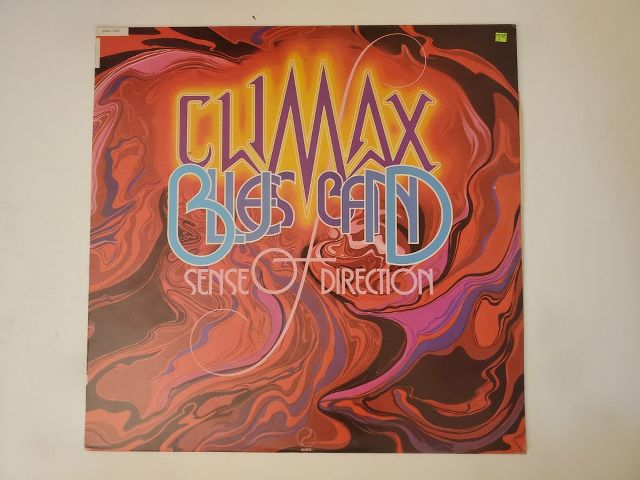 CLIMAX
BLUES BAND
SENSE of DIRECTION